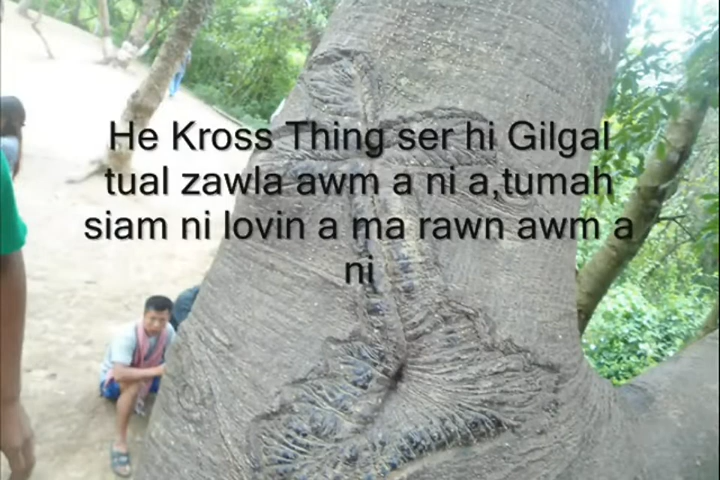 He Kross Thing ser hi Gilgal
tual zawla awm a ni a,tumah
siam ni lovin a ma rawn awm a
ni